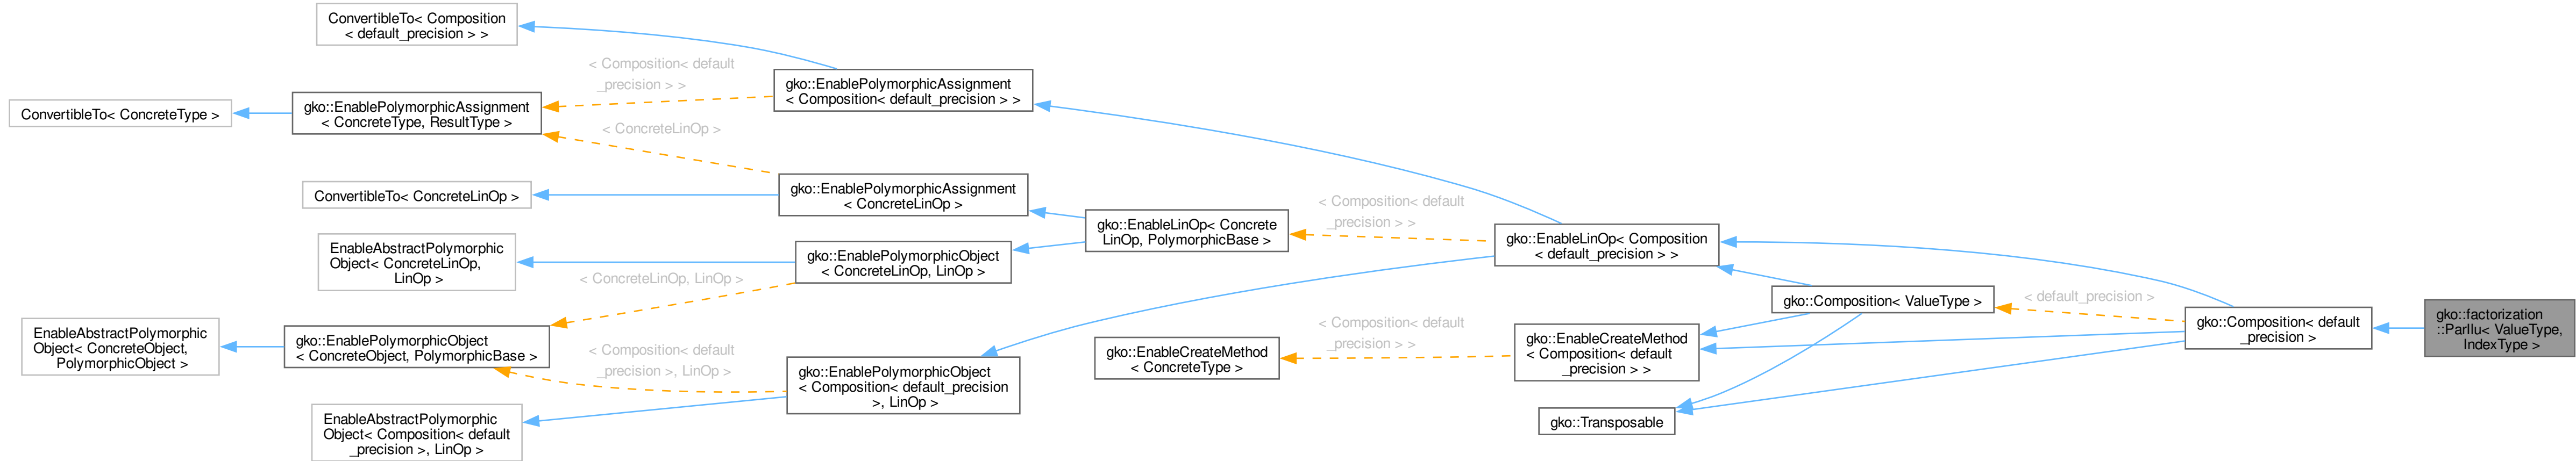 ConvertibleTo< Composition
< default_precision > >
< Composition< default
_precision > >
gko::EnablePolymorphicAssignment
< Composition< default_precision > >
ConvertibleTo< ConcreteType >
gko::EnablePolymorphicAssignment
< ConcreteType, ResultType >
< ConcreteLinOp >
ConvertibleTo< ConcreteLinOp >
gko::EnablePolymorphicAssignment
< ConcreteLinOp >
gko::EnableLinOp< Concrete
LinOp, PolymorphicBase >
< Composition< default
_precision > >
gko::EnableLinOp< Composition
< default_precision > >
EnableAbstractPolymorphic
Object< ConcreteLinOp,
LinOp >
gko::EnablePolymorphicObject
< ConcreteLinOp, LinOp >
< ConcreteLinOp, LinOp >
gko::Composition< ValueType >
< default_precision >
gko::Composition< default
_precision >
gko::factorization
::ParIlu< ValueType,
IndexType >
EnableAbstractPolymorphic
Object< ConcreteObject,
PolymorphicObject >
gko::EnablePolymorphicObject
< ConcreteObject, PolymorphicBase >
< Composition< default
_precision >, LinOp >
gko::EnablePolymorphicObject
< Composition< default_precision
>, LinOp >
gko::EnableCreateMethod
< ConcreteType >
< Composition< default
_precision > >
gko::EnableCreateMethod
< Composition< default
_precision > >
EnableAbstractPolymorphic
Object< Composition< default
_precision >, LinOp >
gko::Transposable